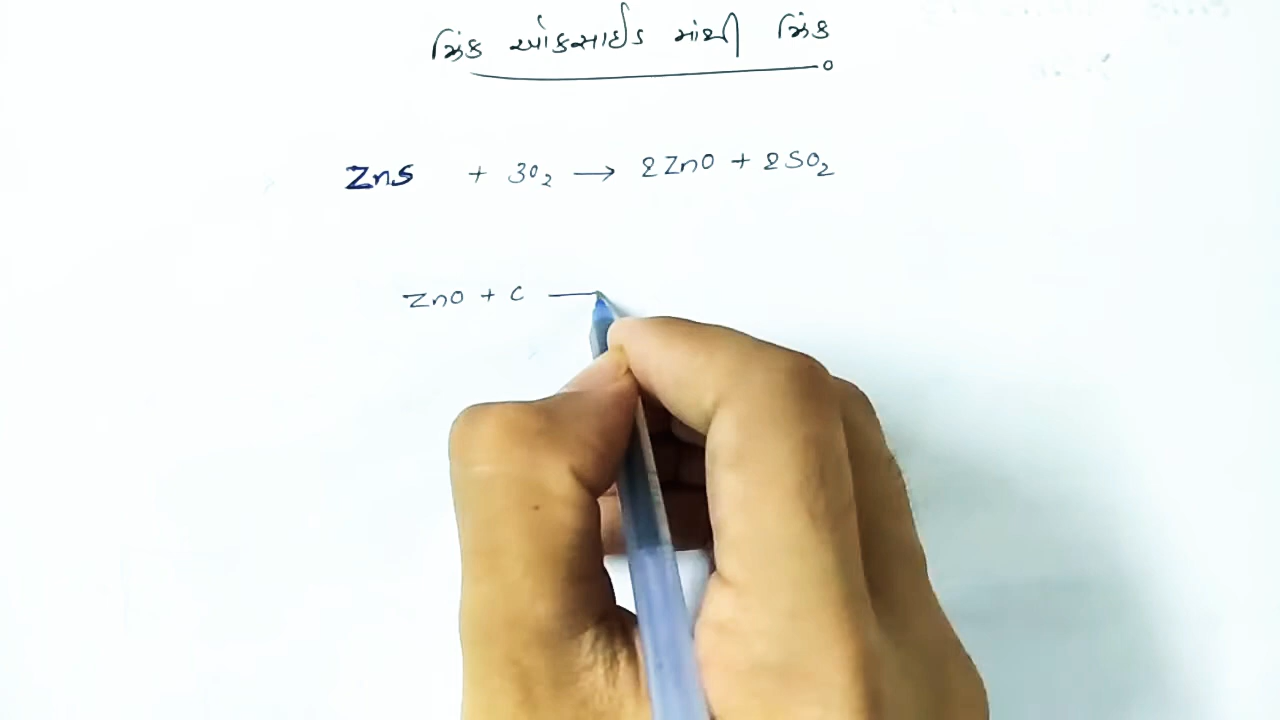 ઝિંક ઓક્સાઈડ માંથી ઝિંક
ZnS + 3O₂ → 2ZnO + 2SO₂
ZnO + C —